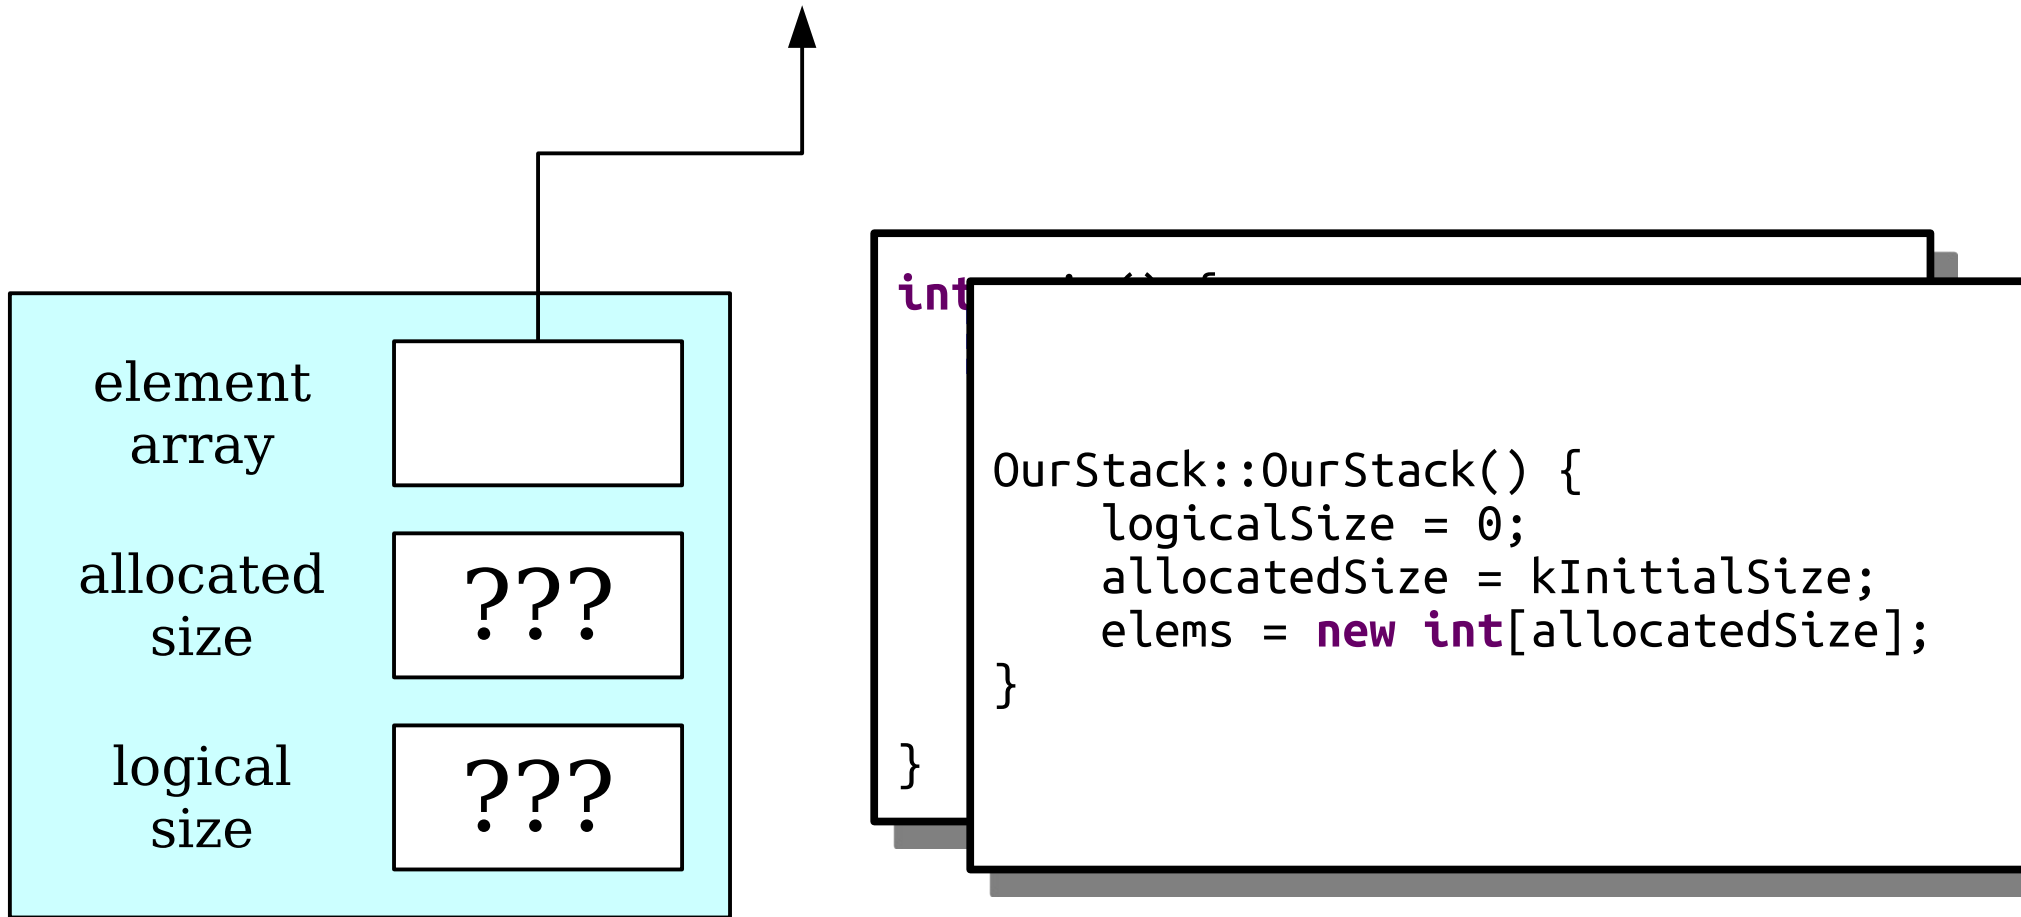 element
array
allocated
size
???
logical
size
???
int
}
OurStack::OurStack() {
    logicalSize = 0;
    allocatedSize = kInitialSize;
    elems = new int[allocatedSize];
}